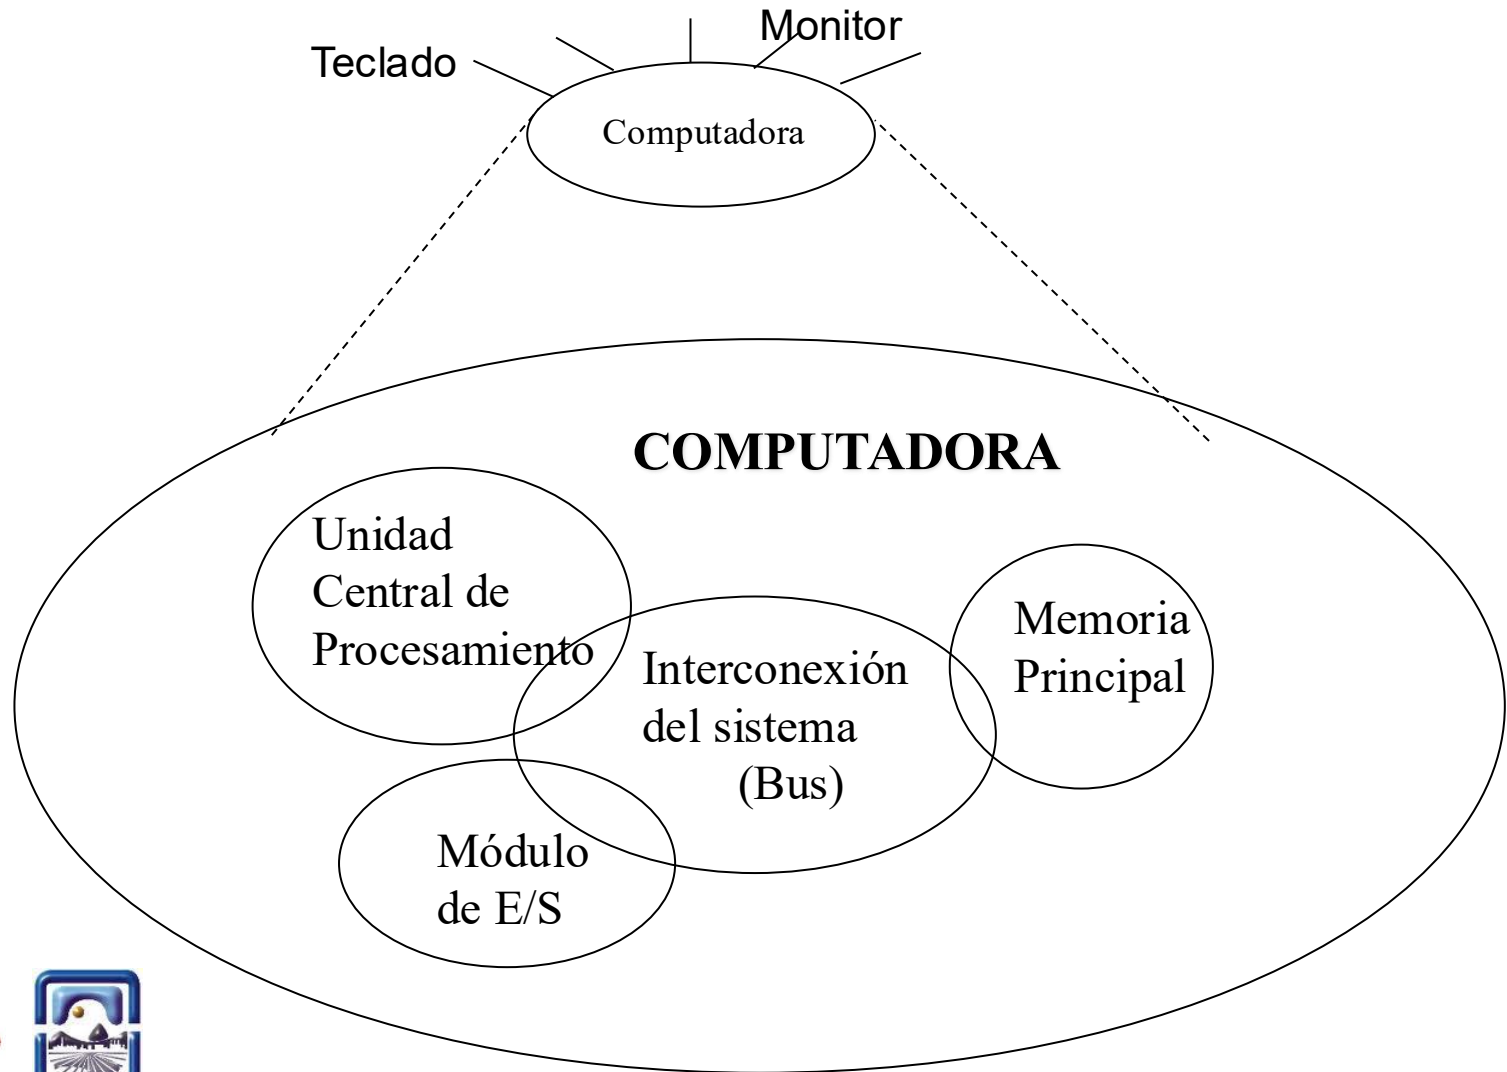 Monitor
Teclado
Computadora
COMPUTADORA
Unidad
Central de
Procesamiento
Interconexión
del sistema
(Bus)
Memoria
Principal
Módulo
de E/S